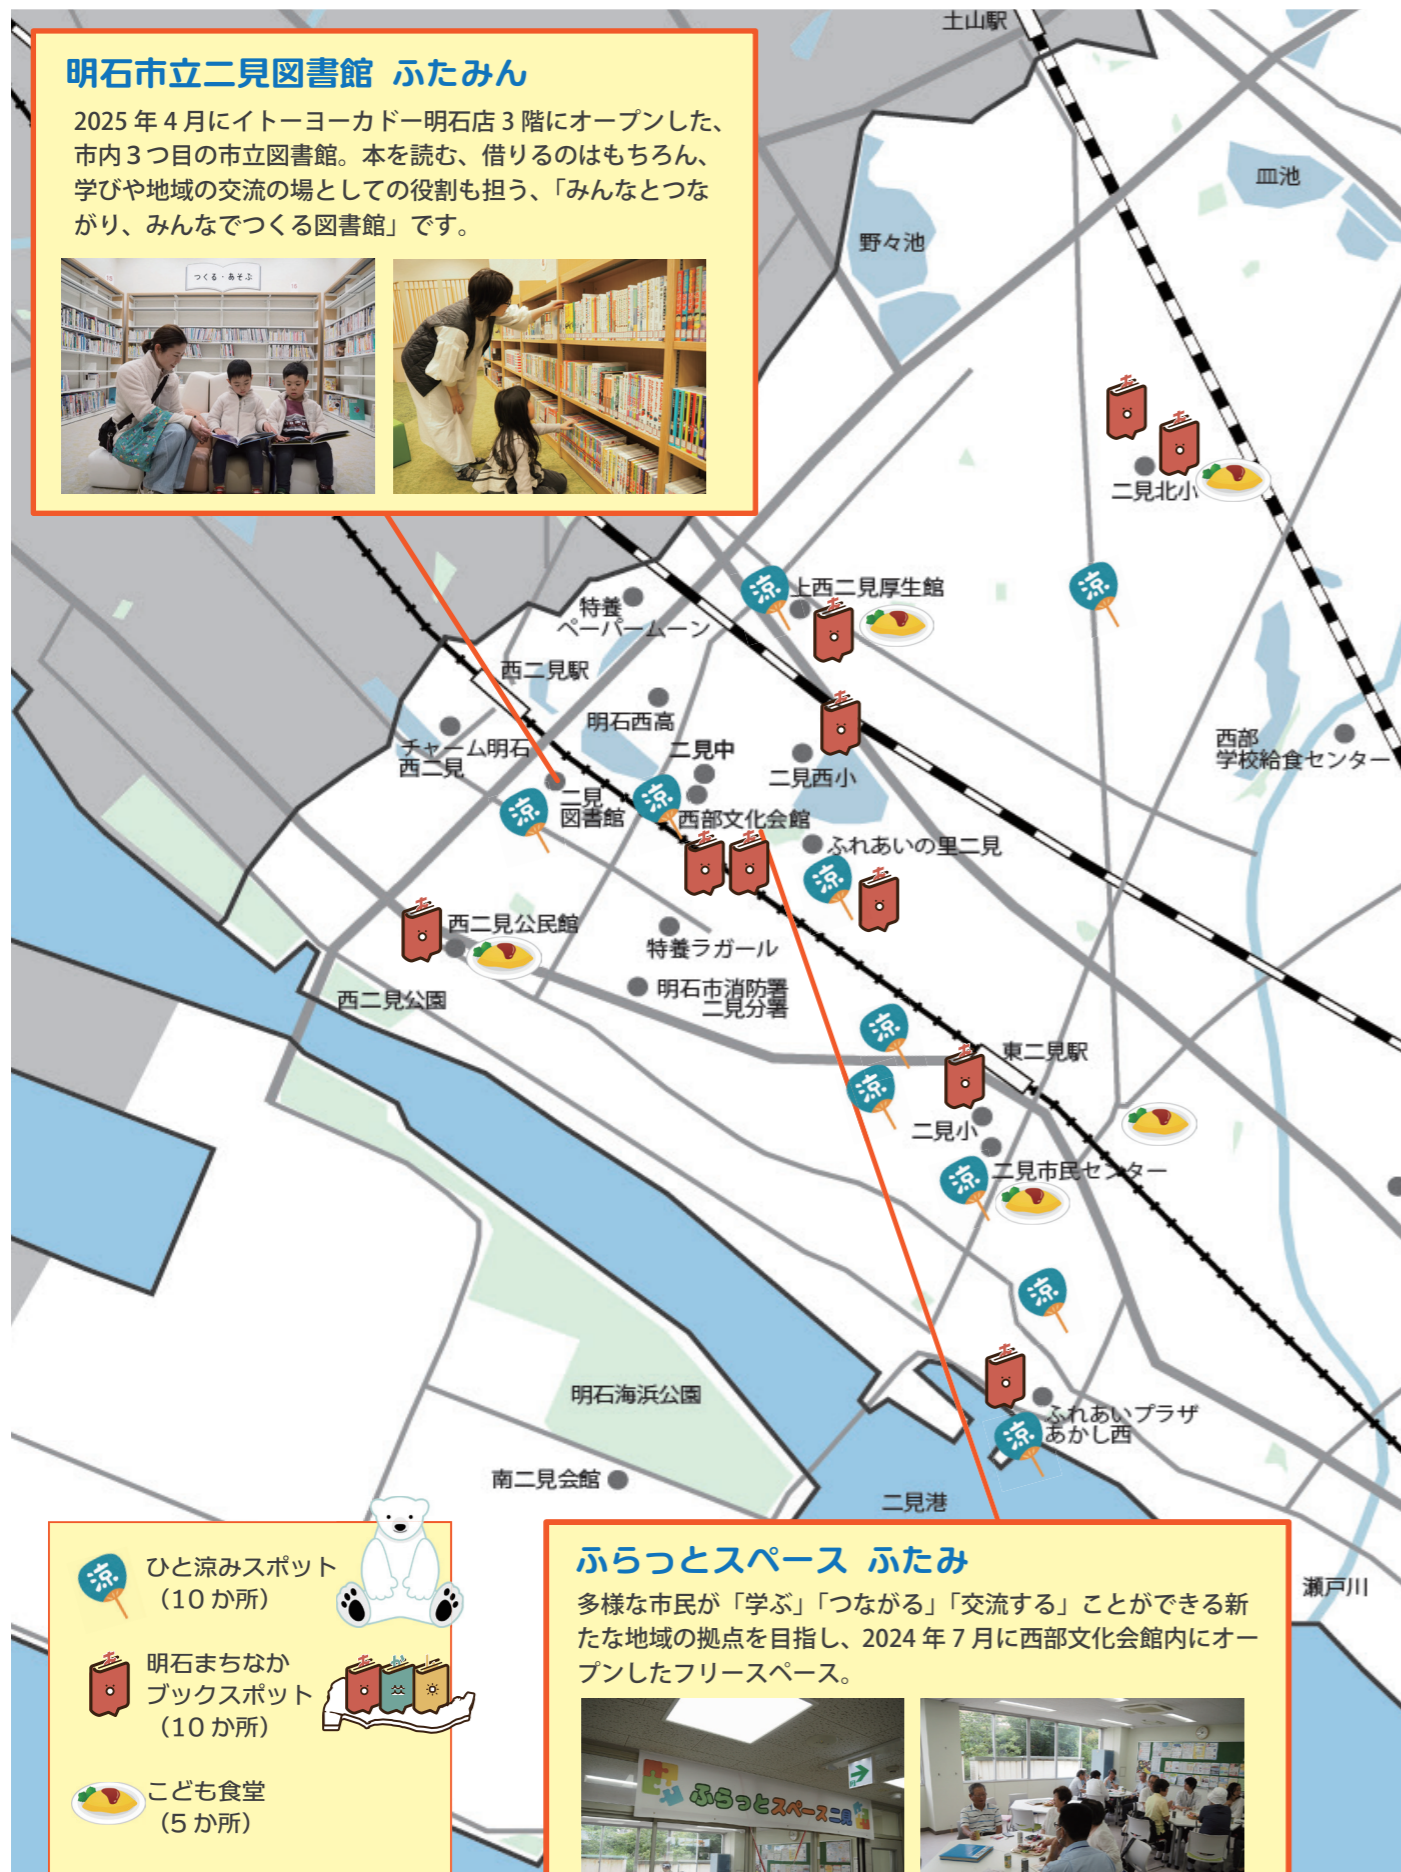 明石市立二見図書館 ふたみん
2025年4月にイトーヨーカドー明石店3階にオープンした、
市内3つ目の市立図書館。本を読む、借りるのはもちろん、
学びや地域の交流の場としての役割も担う、「みんなとつな
がり、みんなでつくる図書館」です。
つくる・あそぶ
土山駅
皿池
野々池
二見北小
涼
上西二見厚生館
涼
特養
ペーパームーン
西二見駅
明石西高
チャーム明石
西二見
二見中
二見西小
西部
学校給食センター
涼
二見
図書館
涼
西部文化会館
ふれあいの里二見
涼
西二見公民館
特養ラガール
明石市消防署
二見分署
西二見公園
涼
東二見駅
涼
二見小
二見市民センター
涼
涼
明石海浜公園
ふれあいプラザ
あかし西
涼
南二見会館
二見港
瀬戸川
涼
ひと涼みスポット
(10か所)
明石まちなか
ブックスポット
(10か所)
あ か し
こども食堂
(5か所)
ふらっとスペース ふたみ
多様な市民が「学ぶ」「つながる」「交流する」ことができる新
たな地域の拠点を目指し、2024年7月に西部文化会館内にオー
プンしたフリースペース。
ふらっとスペース二見